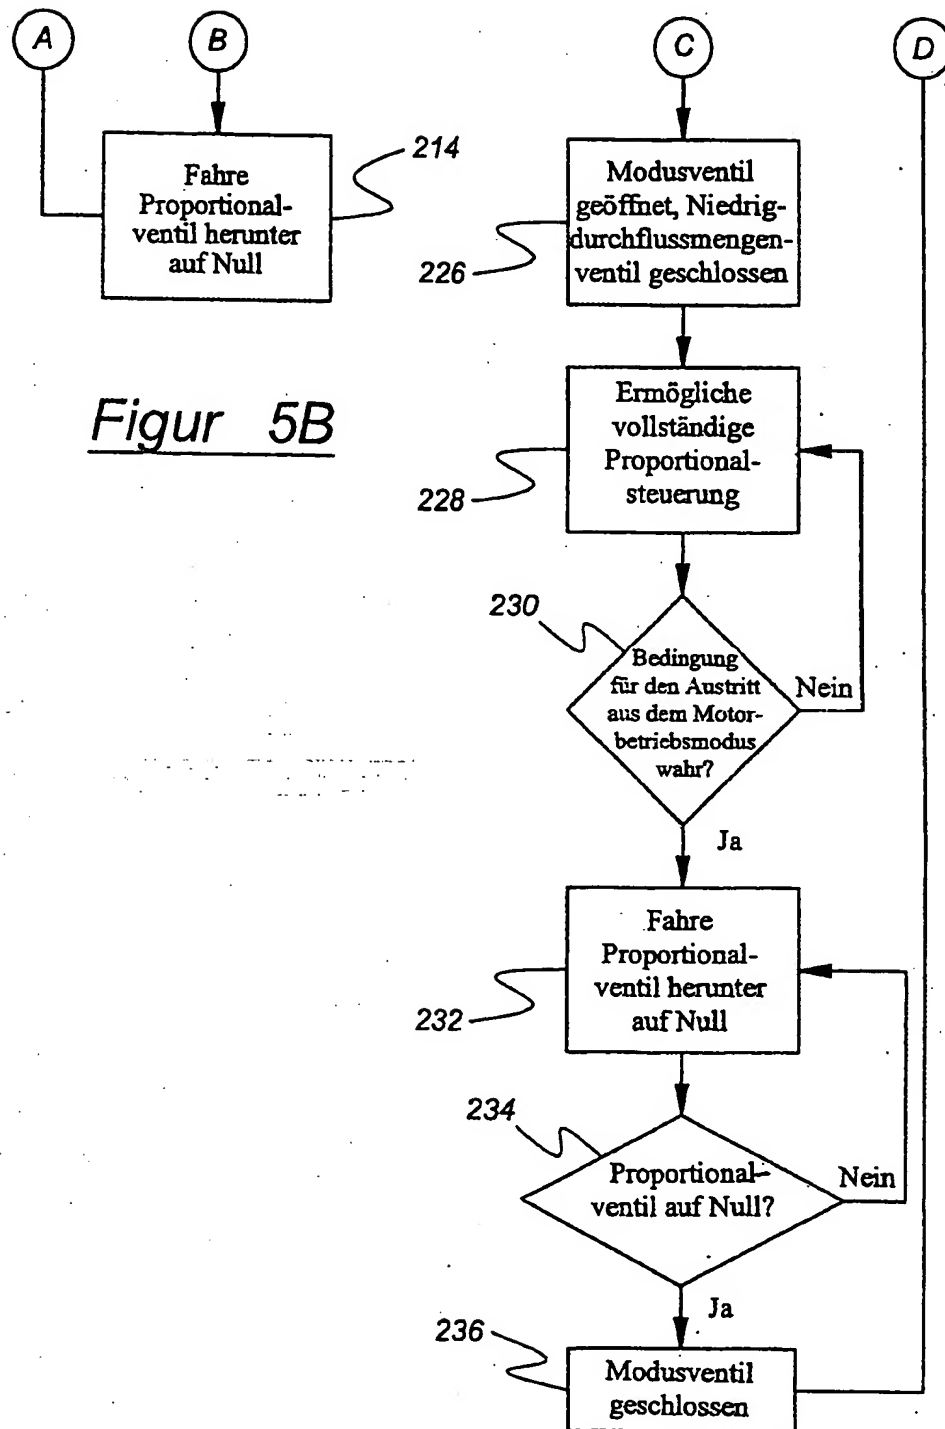 A
B
C
D
Fahre
Proportional-
ventil herunter
auf Null
214
Modusventil
geöffnet, Niedrig-
durchflussmengen-
ventil geschlossen
226
Figur 5B
Ermögliche
vollständige
Proportional-
steuerung
228
230
Bedingung
für den Austritt
aus dem Motor-
betriebsmodus
wahr?
Nein
Ja
Fahre
Proportional-
ventil herunter
auf Null
232
234
Proportional-
ventil auf Null?
Nein
Ja
236
Modusventil
geschlossen